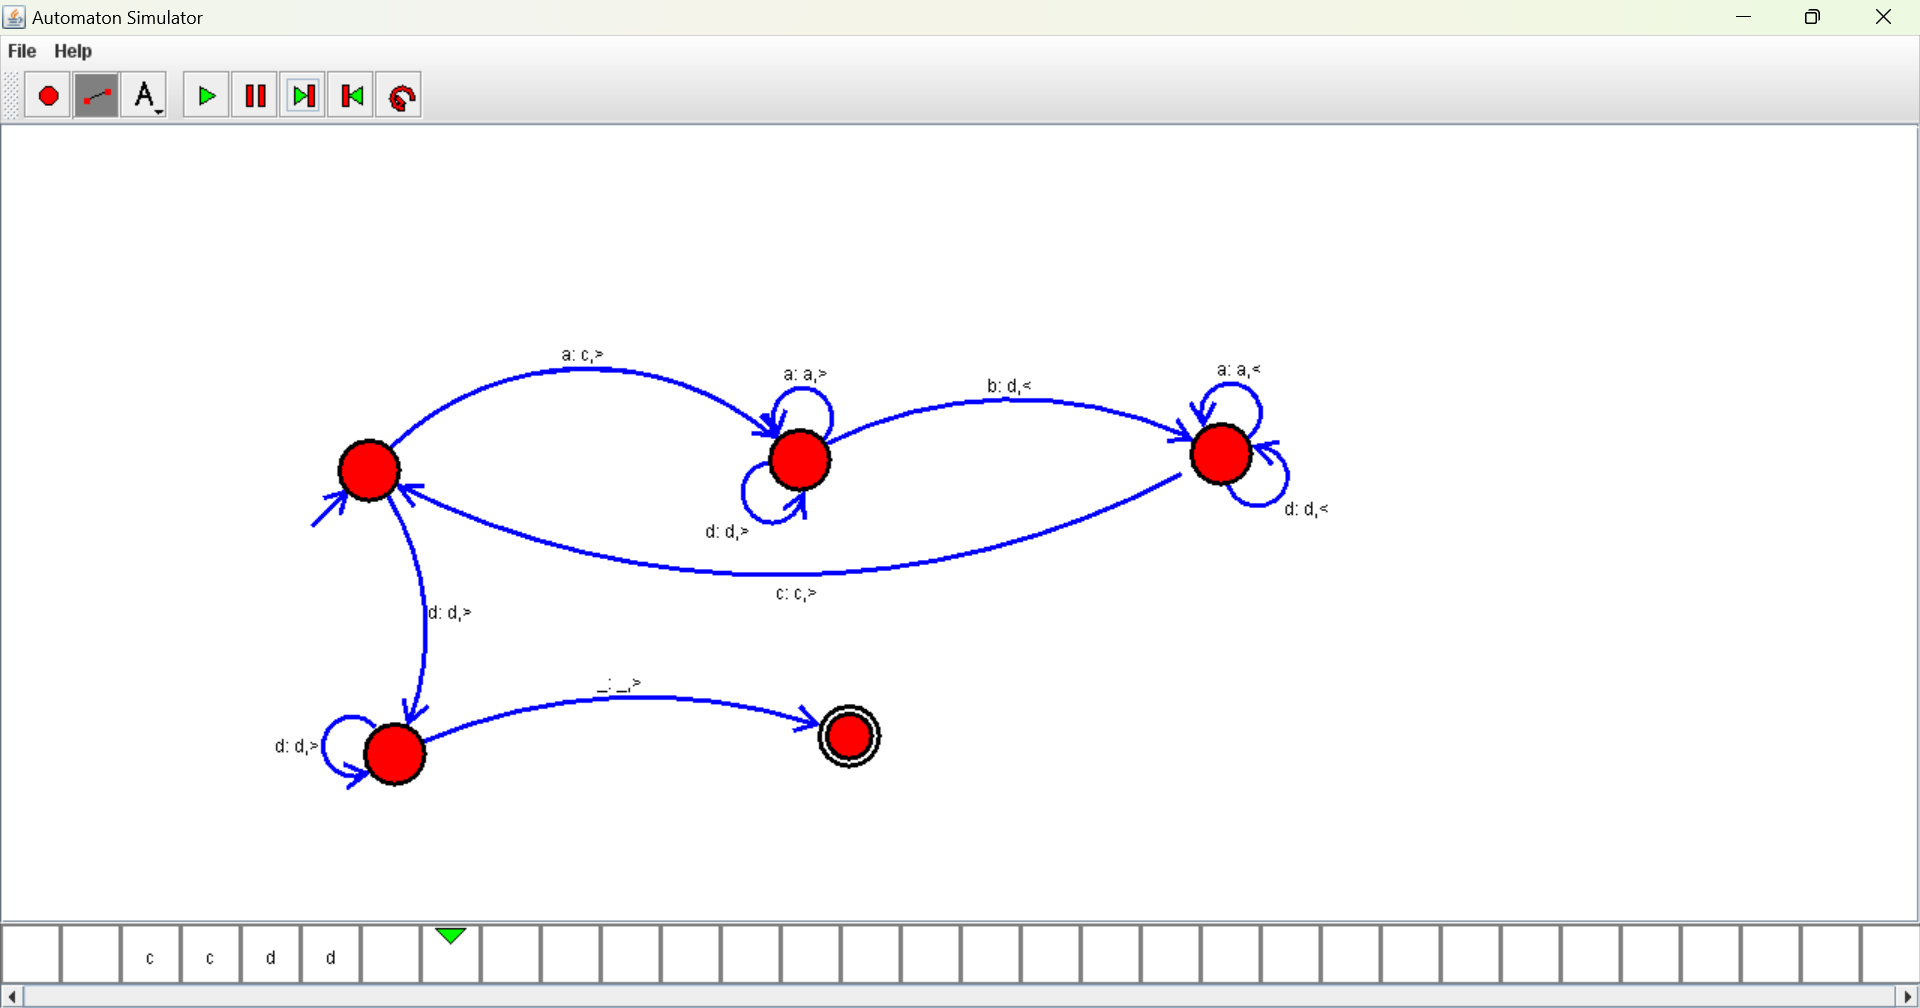 Automaton Simulator
File Help
A
a: c,>
a: a,>
b: d,<
a: a,<
d: d,>
d: d,<
c: c,>
d: d,>
_: _,>
d: d,>
c c d d